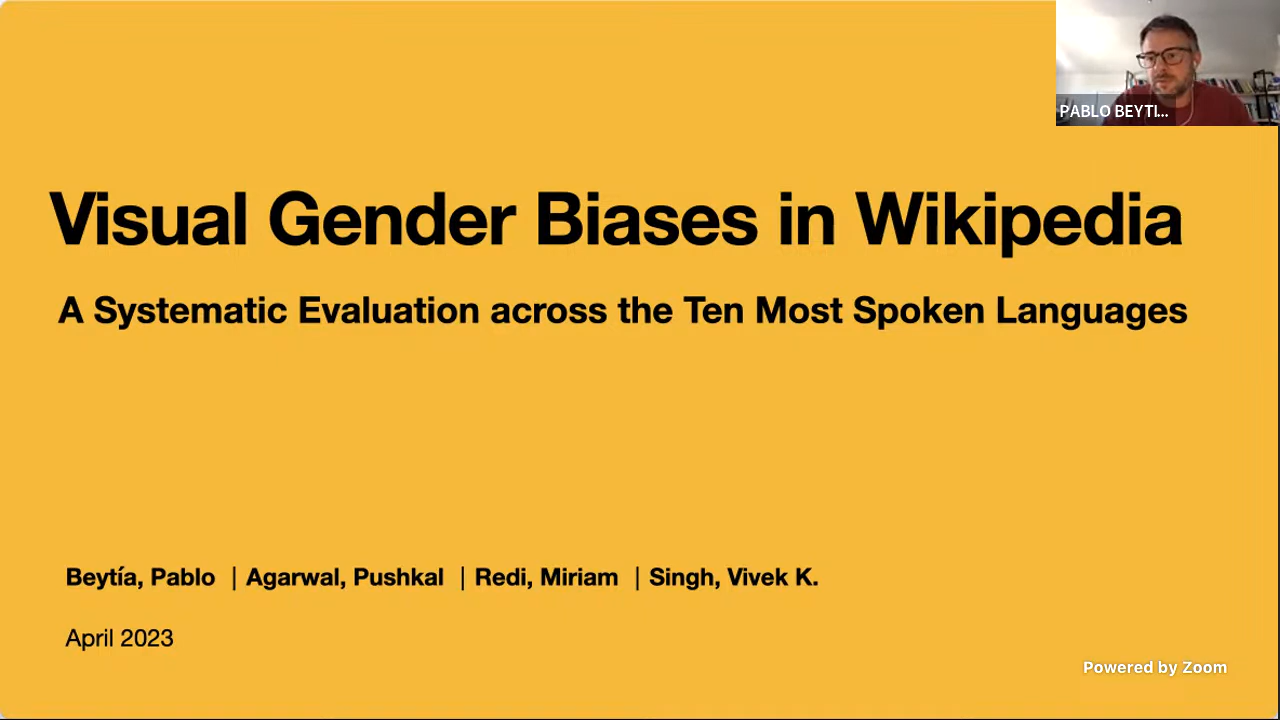 PABLO BEYTI...
Visual Gender Biases in Wikipedia
A Systematic Evaluation across the Ten Most Spoken Languages
Beytía, Pablo | Agarwal, Pushkal | Redi, Miriam | Singh, Vivek K.
April 2023
Powered by Zoom